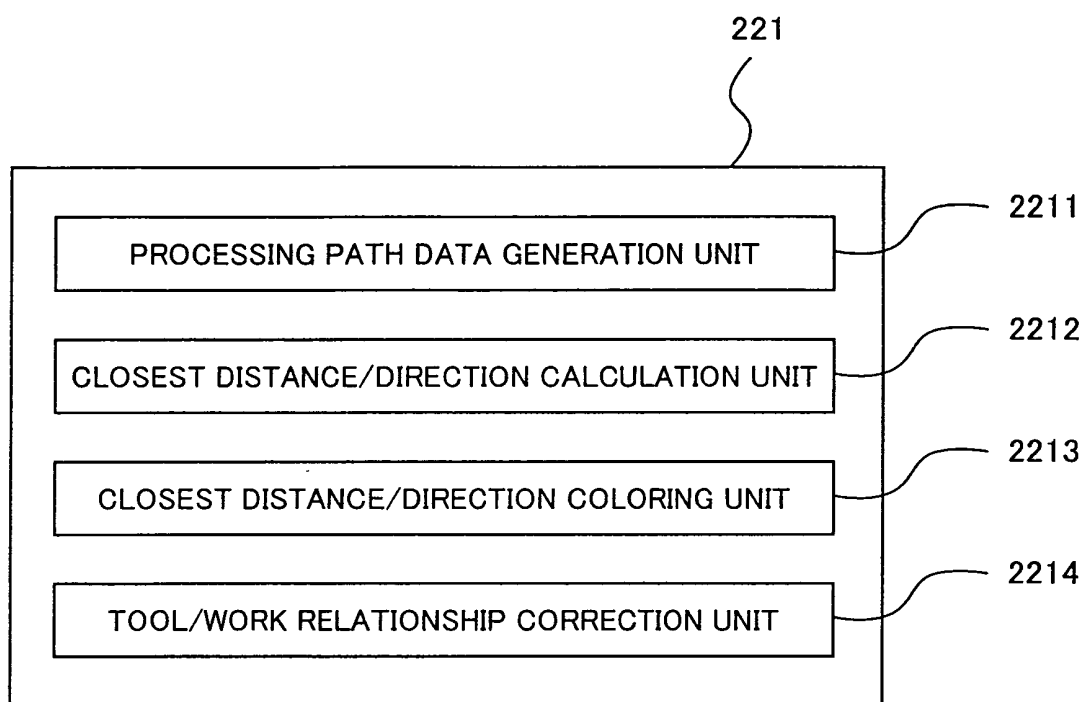 221
PROCESSING PATH DATA GENERATION UNIT
2211
CLOSEST DISTANCE/DIRECTION CALCULATION UNIT
2212
CLOSEST DISTANCE/DIRECTION COLORING UNIT
2213
TOOL/WORK RELATIONSHIP CORRECTION UNIT
2214